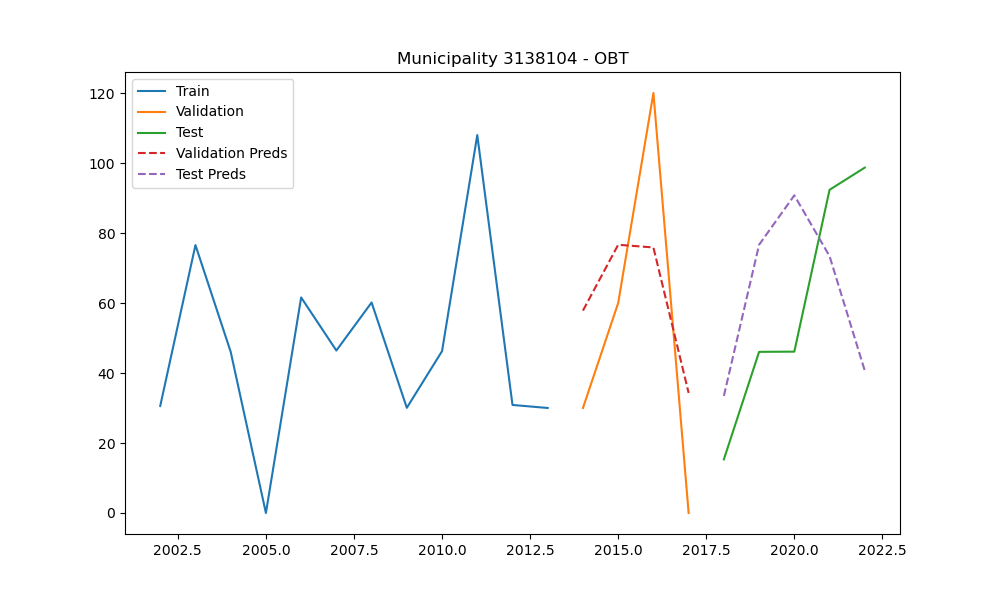 Municipality 3138104 - OBT
Train
Validation
Test
Validation Preds
Test Preds
120
100
80
60
40
20
0
2002.5 2005.0 2007.5 2010.0 2012.5 2015.0 2017.5 2020.0 2022.5